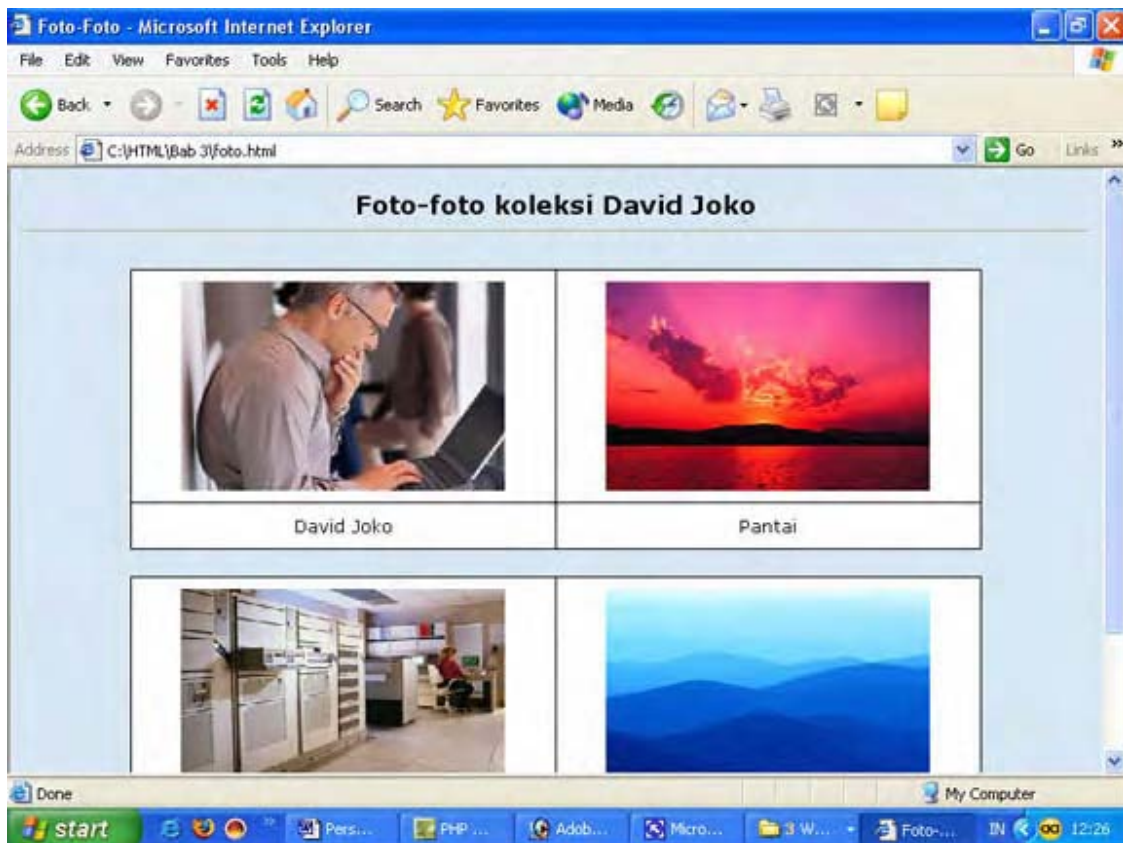 Foto-Foto - Microsoft Internet Explorer
File Edit View Favorites Tools Help
Back Search Favorites Media
Address C:\HTML\Bab 3\foto.html Go Links »
Foto-foto koleksi David Joko
David Joko Pantai
Done My Computer
start » Pers... PHP ... Adob... Micro... 3 W... Foto-... IN 12:26